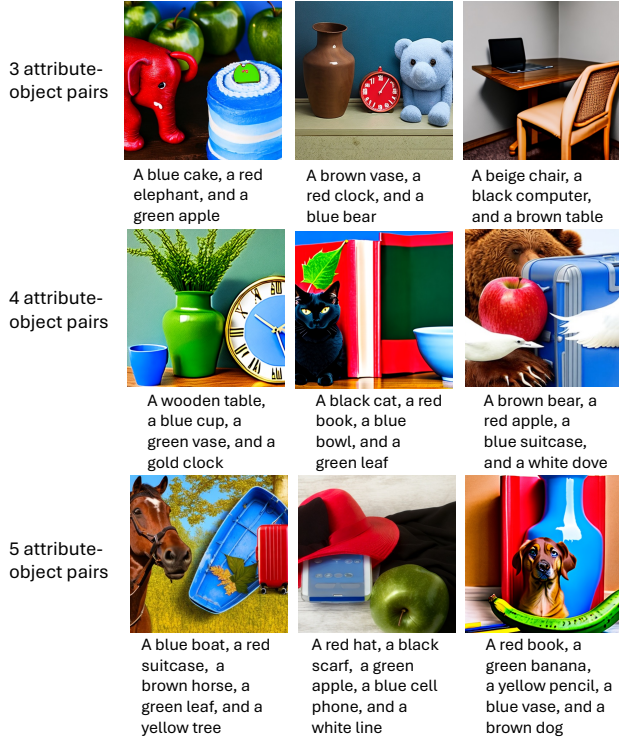 3 attribute-
object pairs
A blue cake, a red
elephant, and a
green apple
A brown vase, a
red clock, and a
blue bear
A beige chair, a
black computer,
and a brown table
4 attribute-
object pairs
A wooden table,
a blue cup, a
green vase, and a
gold clock
A black cat, a red
book, a blue
bowl, and a
green leaf
A brown bear, a
red apple, a
blue suitcase,
and a white dove
5 attribute-
object pairs
A blue boat, a red
suitcase, a
brown horse, a
green leaf, and a
yellow tree
A red hat, a black
scarf, a green
apple, a blue cell
phone, and a
white line
A red book, a
green banana,
a yellow pencil, a
blue vase, and a
brown dog